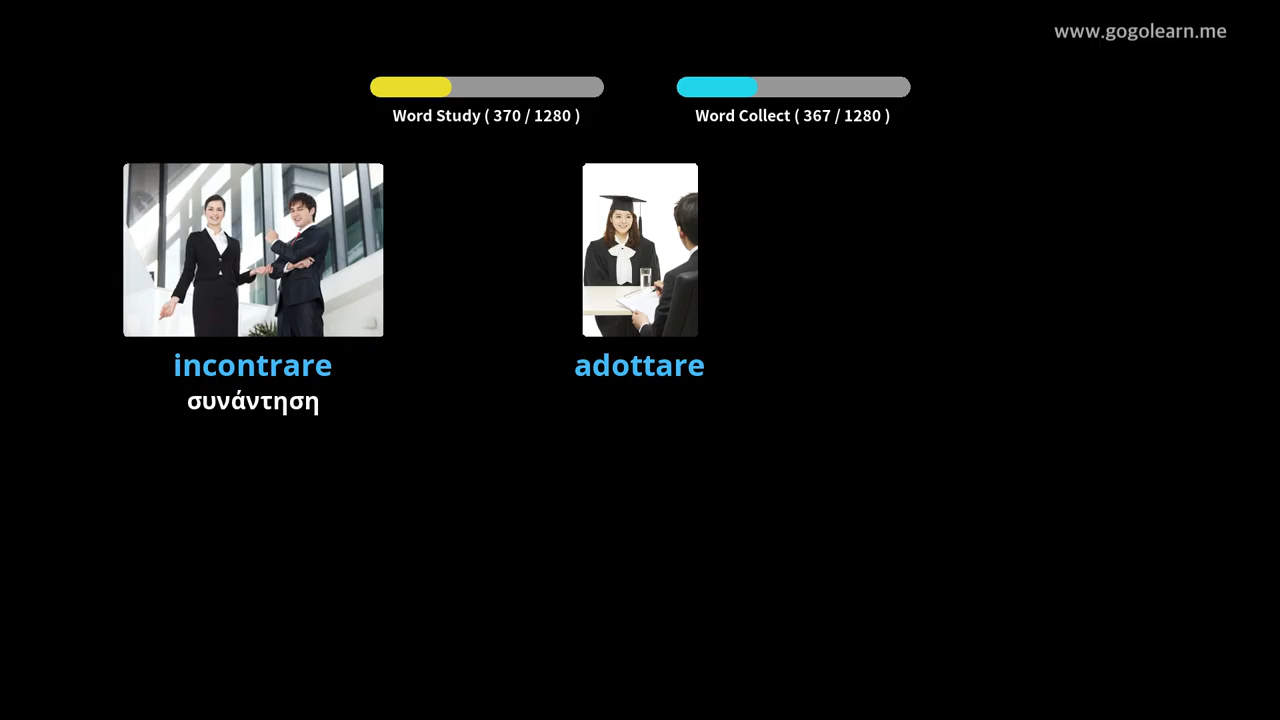 www.gogolearn.me
Word Study ( 370 / 1280 )
Word Collect ( 367 / 1280 )
incontrare
συνάντηση
adottare